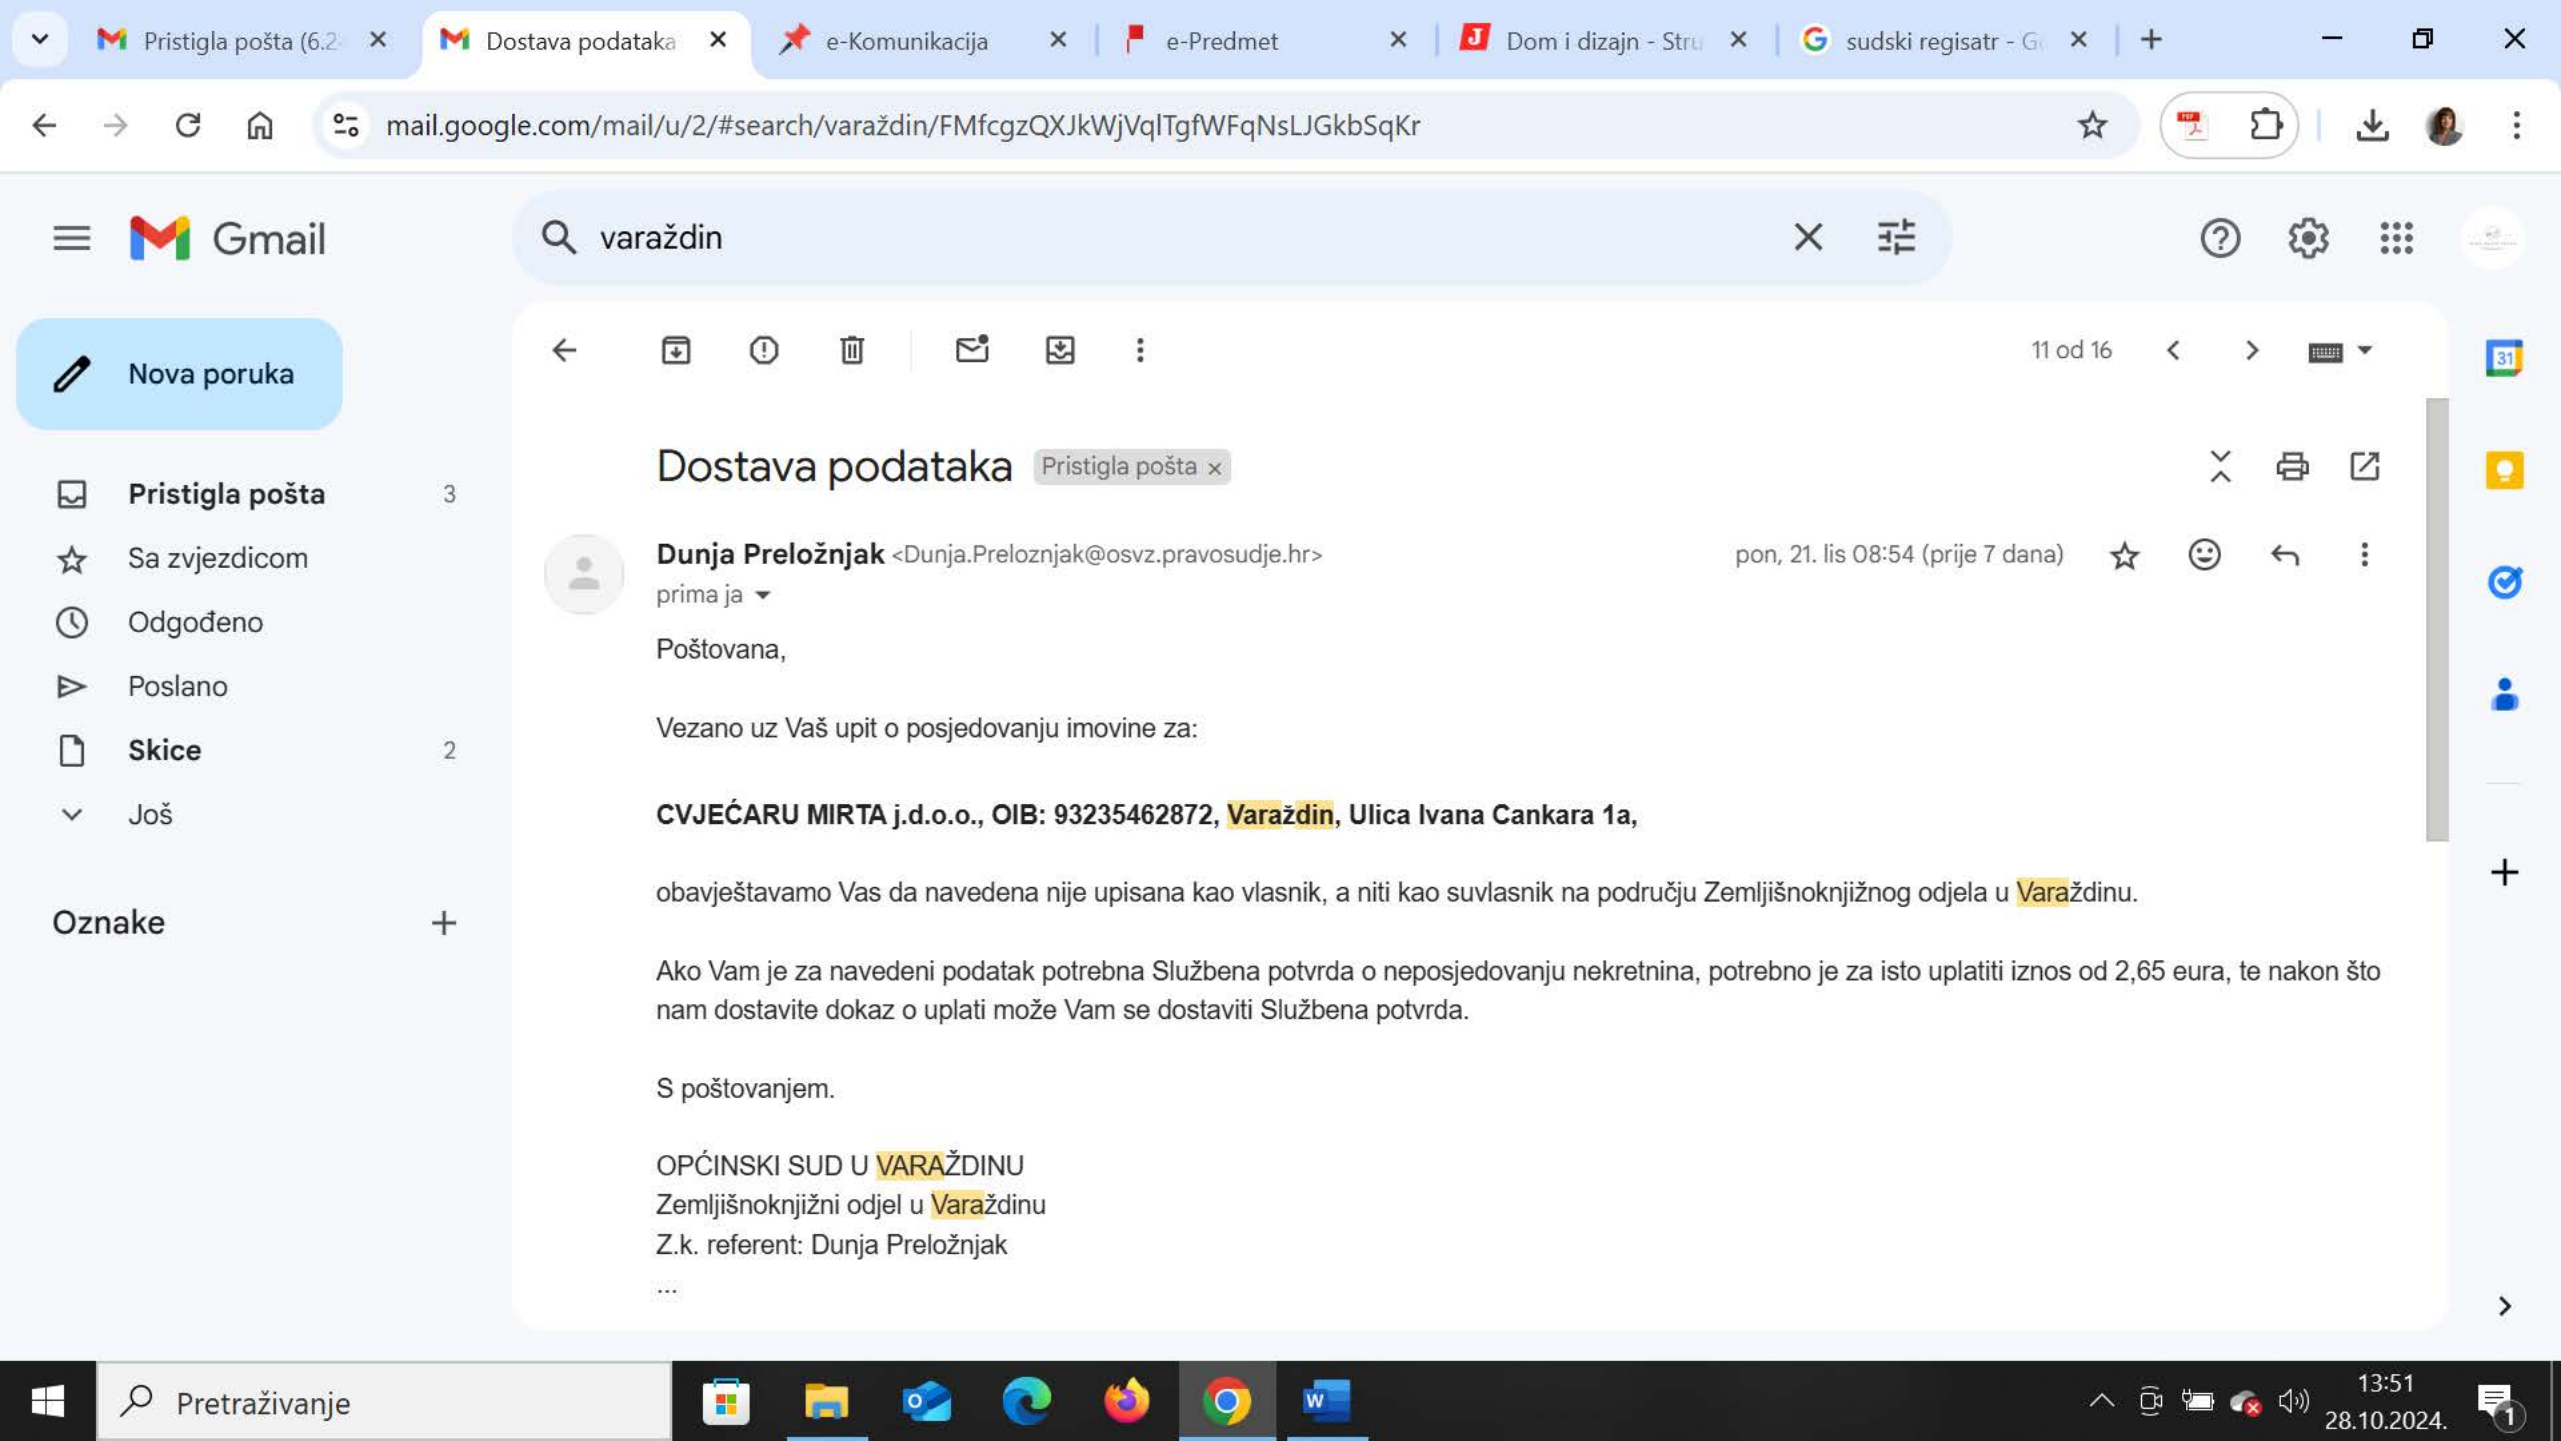 Pristigla pošta (6.2
Dostava podataka
e-Komunikacija
e-Predmet
Dom i dizajn - Stru
sudski regisatr - G
mail.google.com/mail/u/2/#search/varaždin/FMfcgzQXJkWjVqlTgfWFqNsLJGkbSqKr
Gmail
varaždin
Nova poruka
11 od 16
31
Dostava podataka
Pristigla pošta ×
Pristigla pošta 3
Sa zvjezdicom
Odgođeno
Poslano
Skice 2
Još
Oznake
Dunja Preložnjak <Dunja.Preloznjak@osvz.pravosudje.hr>
pon, 21. lis 08:54 (prije 7 dana)
prima ja
Poštovana,
Vezano uz Vaš upit o posjedovanju imovine za:
CVJEĆARU MIRTA j.d.o.o., OIB: 93235462872, Varaždin, Ulica Ivana Cankara 1a,
obavještavamo Vas da navedena nije upisana kao vlasnik, a niti kao suvlasnik na području Zemljišnoknjižnog odjela u Varaždinu.
Ako Vam je za navedeni podatak potrebna Službena potvrda o neposjedovanju nekretnina, potrebno je za isto uplatiti iznos od 2,65 eura, te nakon što
nam dostavite dokaz o uplati može Vam se dostaviti Službena potvrda.
S poštovanjem.
OPĆINSKI SUD U VARAŽDINU
Zemljišnoknjižni odjel u Varaždinu
Z.k. referent: Dunja Preložnjak
...
Pretraživanje
13:51
28.10.2024.
1